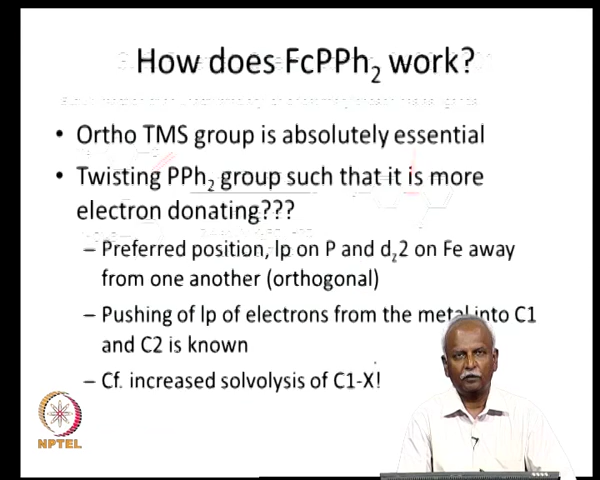 How does FcPPh2 work?
• Ortho TMS group is absolutely essential
• Twisting PPh2 group such that it is more
electron donating???
– Preferred position, lp on P and dz2 on Fe away
from one another (orthogonal)
– Pushing of lp of electrons from the metal into C1
and C2 is known
– Cf. increased solvolysis of C1-X!
NPTEL